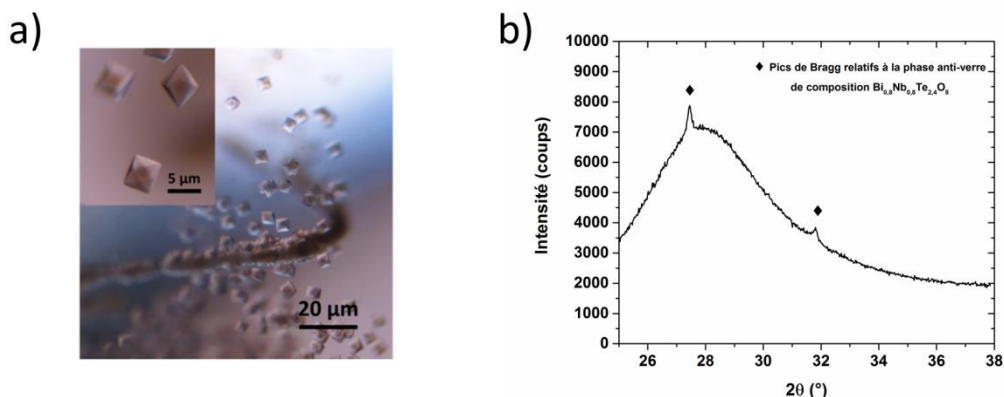 a)
5 µm
20 µm
b)
10000
9000
8000
7000
6000
5000
4000
3000
2000
1000
0
Intensité (coups)
♦ Pics de Bragg relatifs à la phase anti-verre
de composition Bi₀,₈Nb₀,₈Te₂,₄O₈
26 28 30 32 34 36 38
2θ (°)